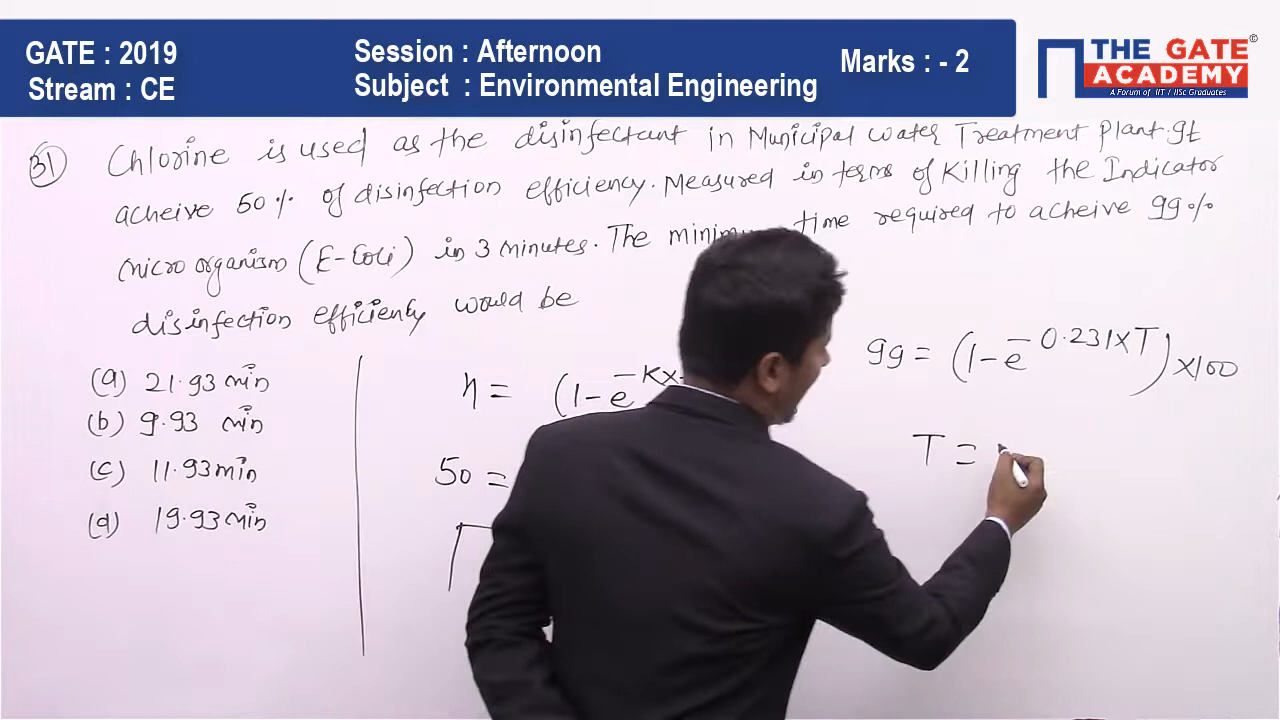 GATE : 2019
Stream : CE
Session : Afternoon
Subject : Environmental Engineering
Marks : - 2
THE GATE
ACADEMY
©
A Forum of IIT / IISc Graduates
31) Chlorine is used as the disinfectant in Municipal water Treatment plant. It
acheive 50% of disinfection efficiency. Measured in terms of Killing the Indicator
micro organism (E-Coli) in 3 minutes. The time required to acheive 99%
disinfection efficiency would be
(a) 21.93 min
(b) 9.93 min
(c) 11.93 min
(d) 19.93 min
η = (1-e^-Kx
50 =
99 = (1-e^-0.231xT) x100
T =